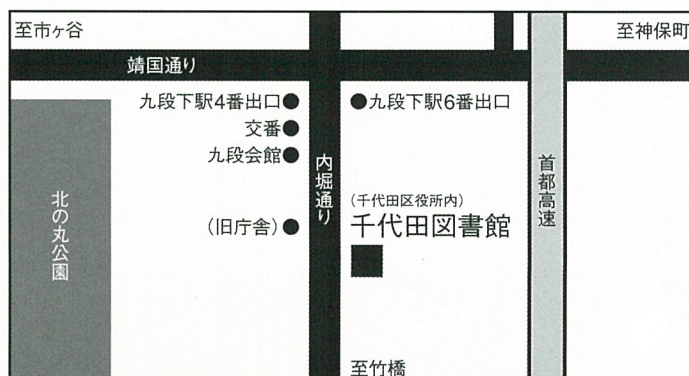 至市ヶ谷
至神保町
靖国通り
九段下駅4番出口●
●九段下駅6番出口
交番●
九段会館●
内堀通り
首都高速
北の丸公園
(千代田区役所内)
千代田図書館
(旧庁舎)●
至竹橋